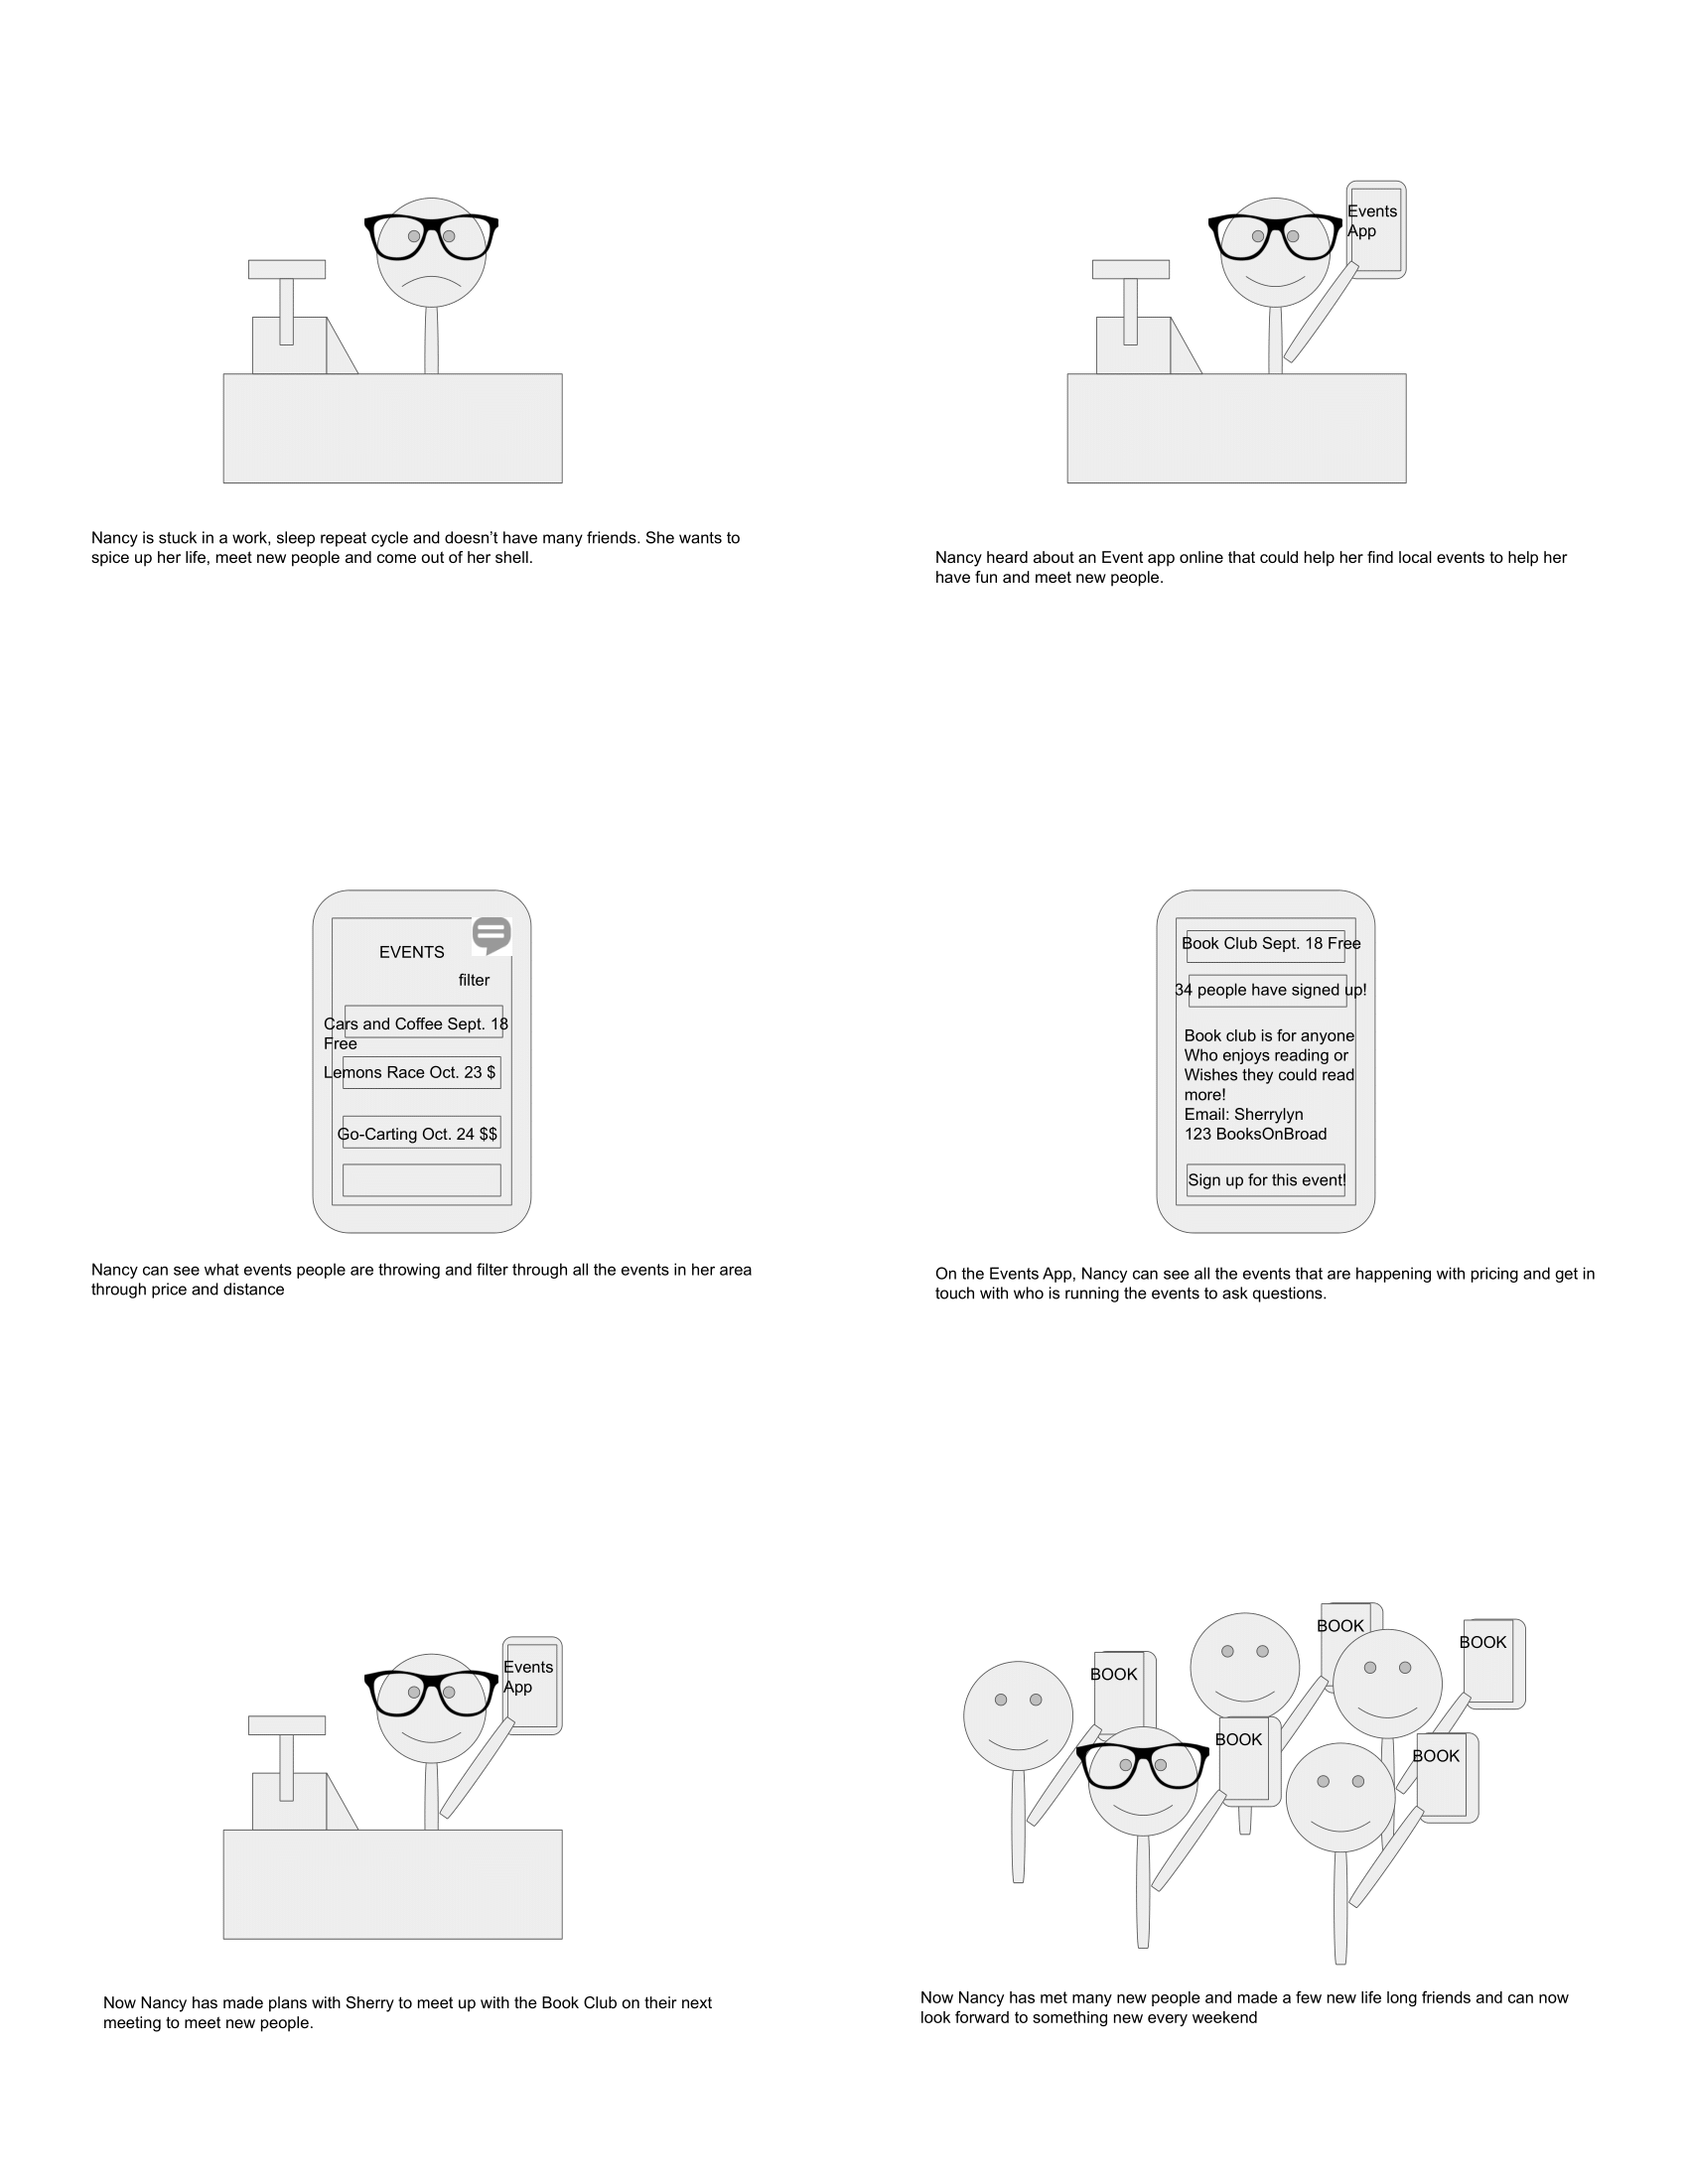 Events
App
Nancy is stuck in a work, sleep repeat cycle and doesn’t have many friends. She wants to
spice up her life, meet new people and come out of her shell.
Nancy heard about an Event app online that could help her find local events to help her
have fun and meet new people.
EVENTS
filter
Cars and Coffee Sept. 18
Free
Lemons Race Oct. 23 $
Go-Carting Oct. 24 $$
Nancy can see what events people are throwing and filter through all the events in her area
through price and distance
Book Club Sept. 18 Free
34 people have signed up!
Book club is for anyone
Who enjoys reading or
Wishes they could read
more!
Email: Sherrylyn
123 BooksOnBroad
Sign up for this event!
On the Events App, Nancy can see all the events that are happening with pricing and get in
touch with who is running the events to ask questions.
Events
App
Now Nancy has made plans with Sherry to meet up with the Book Club on their next
meeting to meet new people.
BOOK
BOOK
BOOK
BOOK
BOOK
Now Nancy has met many new people and made a few new life long friends and can now
look forward to something new every weekend